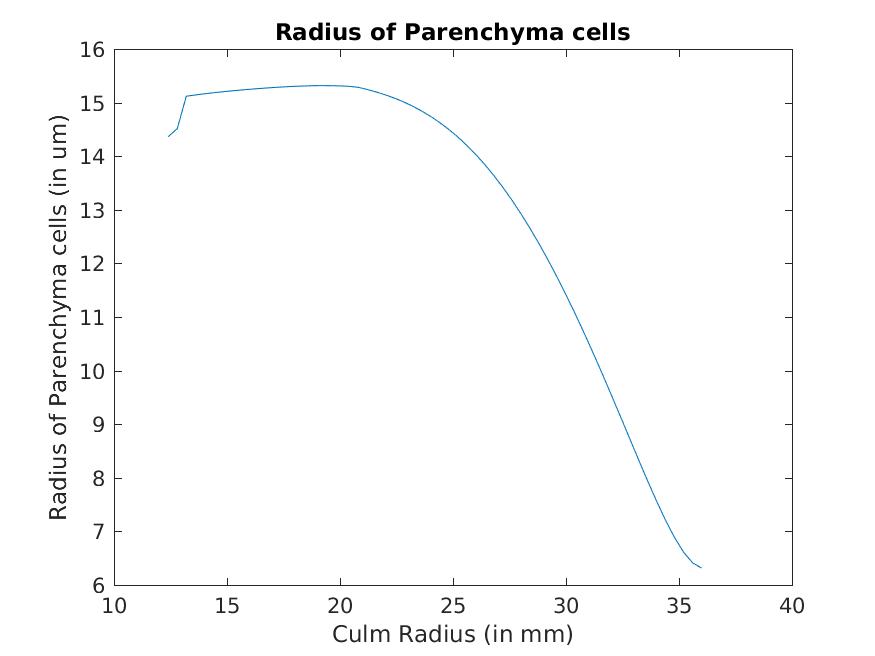 Radius of Parenchyma cells
Radius of Parenchyma cells (in um)
16
15
14
13
12
11
10
9
8
7
6
10 15 20 25 30 35 40
Culm Radius (in mm)